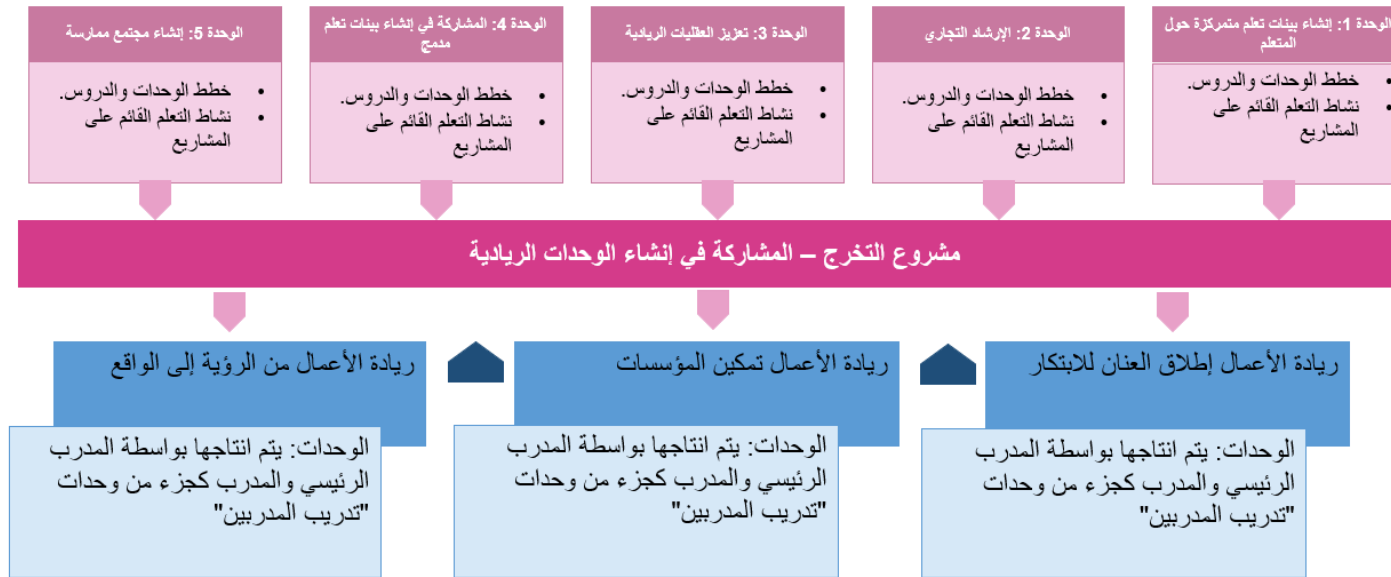 الوحدة 1: إنشاء بيئات تعلم متمركزة حول
المتعلم
• خطط الوحدات والدروس.
• نشاط التعلم القائم على
المشاريع
الوحدة 2: الإرشاد التجاري
• خطط الوحدات والدروس.
• نشاط التعلم القائم على
المشاريع
الوحدة 3: تعزيز العقليات الريادية
• خطط الوحدات والدروس.
• نشاط التعلم القائم على
المشاريع
الوحدة 4: المشاركة في إنشاء بيئات تعلم
مدمج
• خطط الوحدات والدروس.
• نشاط التعلم القائم على
المشاريع
الوحدة 5: إنشاء مجتمع ممارسة
• خطط الوحدات والدروس.
• نشاط التعلم القائم على
المشاريع
مشروع التخرج – المشاركة في إنشاء الوحدات الريادية
ريادة الأعمال إطلاق العنان للابتكار
الوحدات: يتم انتاجها بواسطة المدرب
الرئيسي والمدرب كجزء من وحدات
"تدريب المدربين"
ريادة الأعمال تمكين المؤسسات
الوحدات: يتم انتاجها بواسطة المدرب
الرئيسي والمدرب كجزء من وحدات
"تدريب المدربين"
ريادة الأعمال من الرؤية إلى الواقع
الوحدات: يتم انتاجها بواسطة المدرب
الرئيسي والمدرب كجزء من وحدات
"تدريب المدربين"